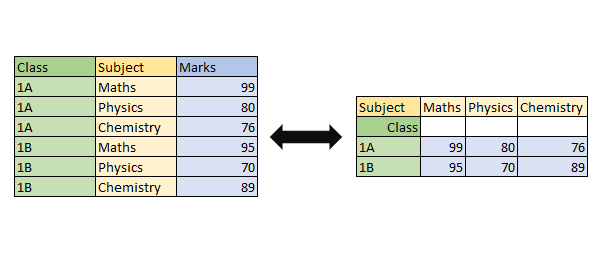 Class Subject Marks
1A Maths 99
1A Physics 80
1A Chemistry 76
1B Maths 95
1B Physics 70
1B Chemistry 89
Subject Maths Physics Chemistry
Class
1A 99 80 76
1B 95 70 89